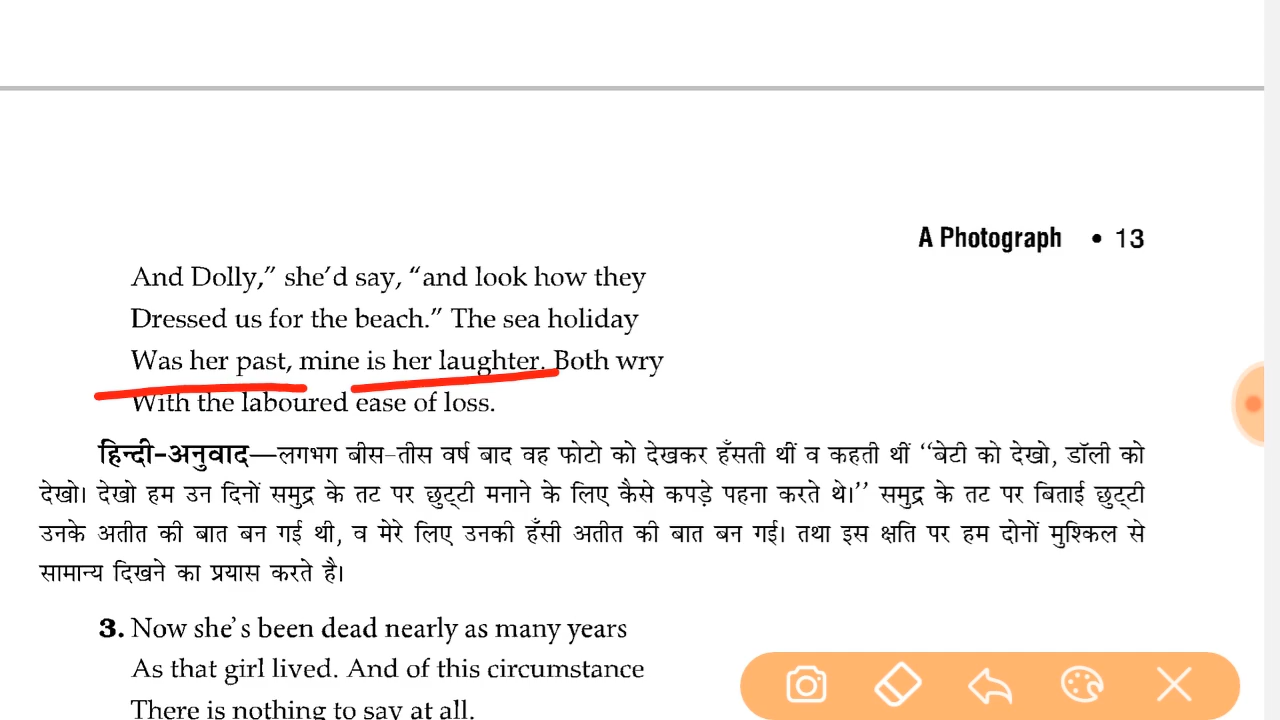 A Photograph • 13
And Dolly,” she’d say, “and look how they
Dressed us for the beach.” The sea holiday
Was her past, mine is her laughter. Both wry
With the laboured ease of loss.
हिन्दी-अनुवाद—लगभग बीस-तीस वर्ष बाद वह फोटो को देखकर हँसती थीं व कहती थीं “बेटी को देखो, डॉली को
देखो। देखो हम उन दिनों समुद्र के तट पर छुट्टी मनाने के लिए कैसे कपड़े पहना करते थे।’’ समुद्र के तट पर बिताई छुट्टी
उनके अतीत की बात बन गई थी, व मेरे लिए उनकी हँसी अतीत की बात बन गई। तथा इस क्षति पर हम दोनों मुश्किल से
सामान्य दिखने का प्रयास करते है।
3. Now she’s been dead nearly as many years
As that girl lived. And of this circumstance
There is nothing to say at all.